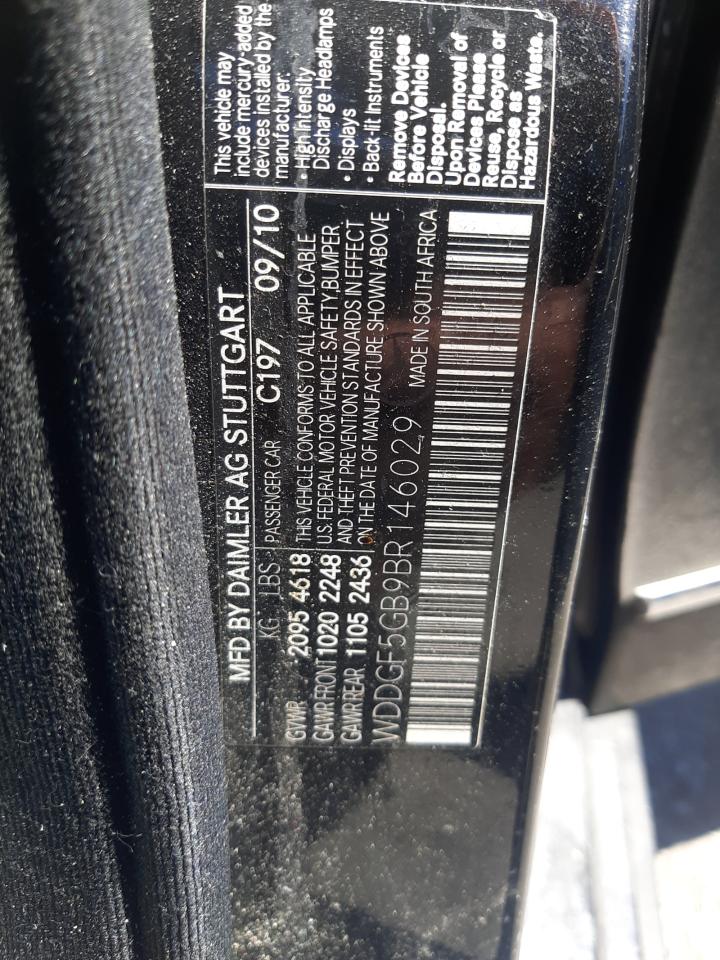 MFD BY DAIMLER AG STUTTGART
KG LBS PASSENGER CAR C197 09/10
GVWR 2095 4618
GAWR FRONT 1020 2248
GAWR REAR 1105 2436
THIS VEHICLE CONFORMS TO ALL APPLICABLE
U.S. FEDERAL MOTOR VEHICLE SAFETY, BUMPER
AND THEFT PREVENTION STANDARDS IN EFFECT
ON THE DATE OF MANUFACTURE SHOWN ABOVE
WDDGF5GB9BR146029 MADE IN SOUTH AFRICA
This vehicle may
include mercury-added
devices installed by the
manufacturer:
• High Intensity
Discharge Headlamps
• Displays
• Back-lit Instruments
Remove Devices
Before Vehicle
Disposal.
Upon Removal of
Devices Please
Reuse, Recycle or
Dispose as
Hazardous Waste.